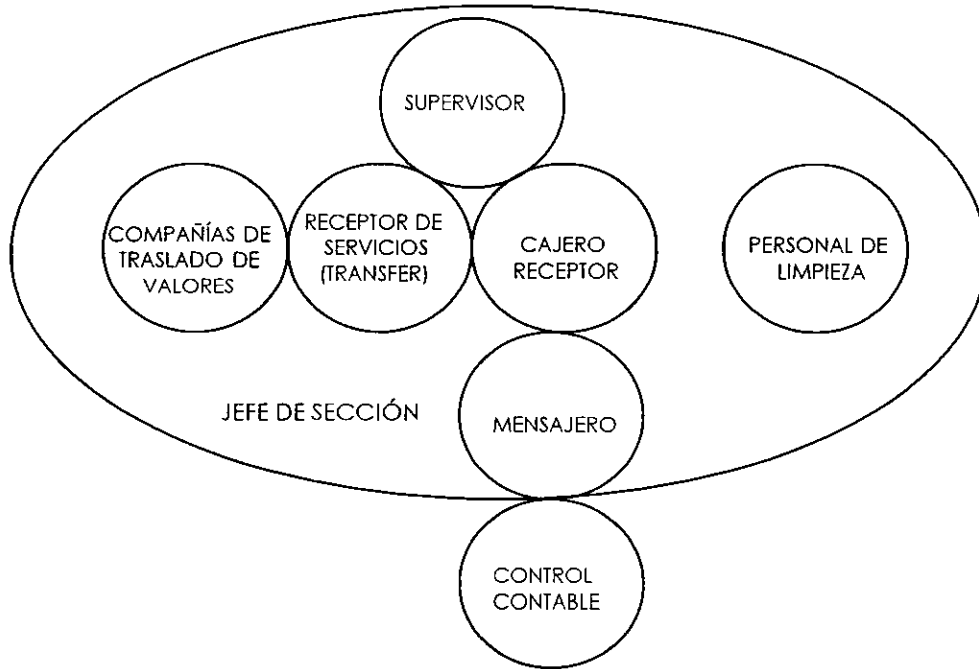 SUPERVISOR
COMPAÑÍAS DE
TRASLADO DE
VALORES
RECEPTOR DE
SERVICIOS
(TRANSFER)
CAJERO
RECEPTOR
PERSONAL DE
LIMPIEZA
JEFE DE SECCIÓN
MENSAJERO
CONTROL
CONTABLE